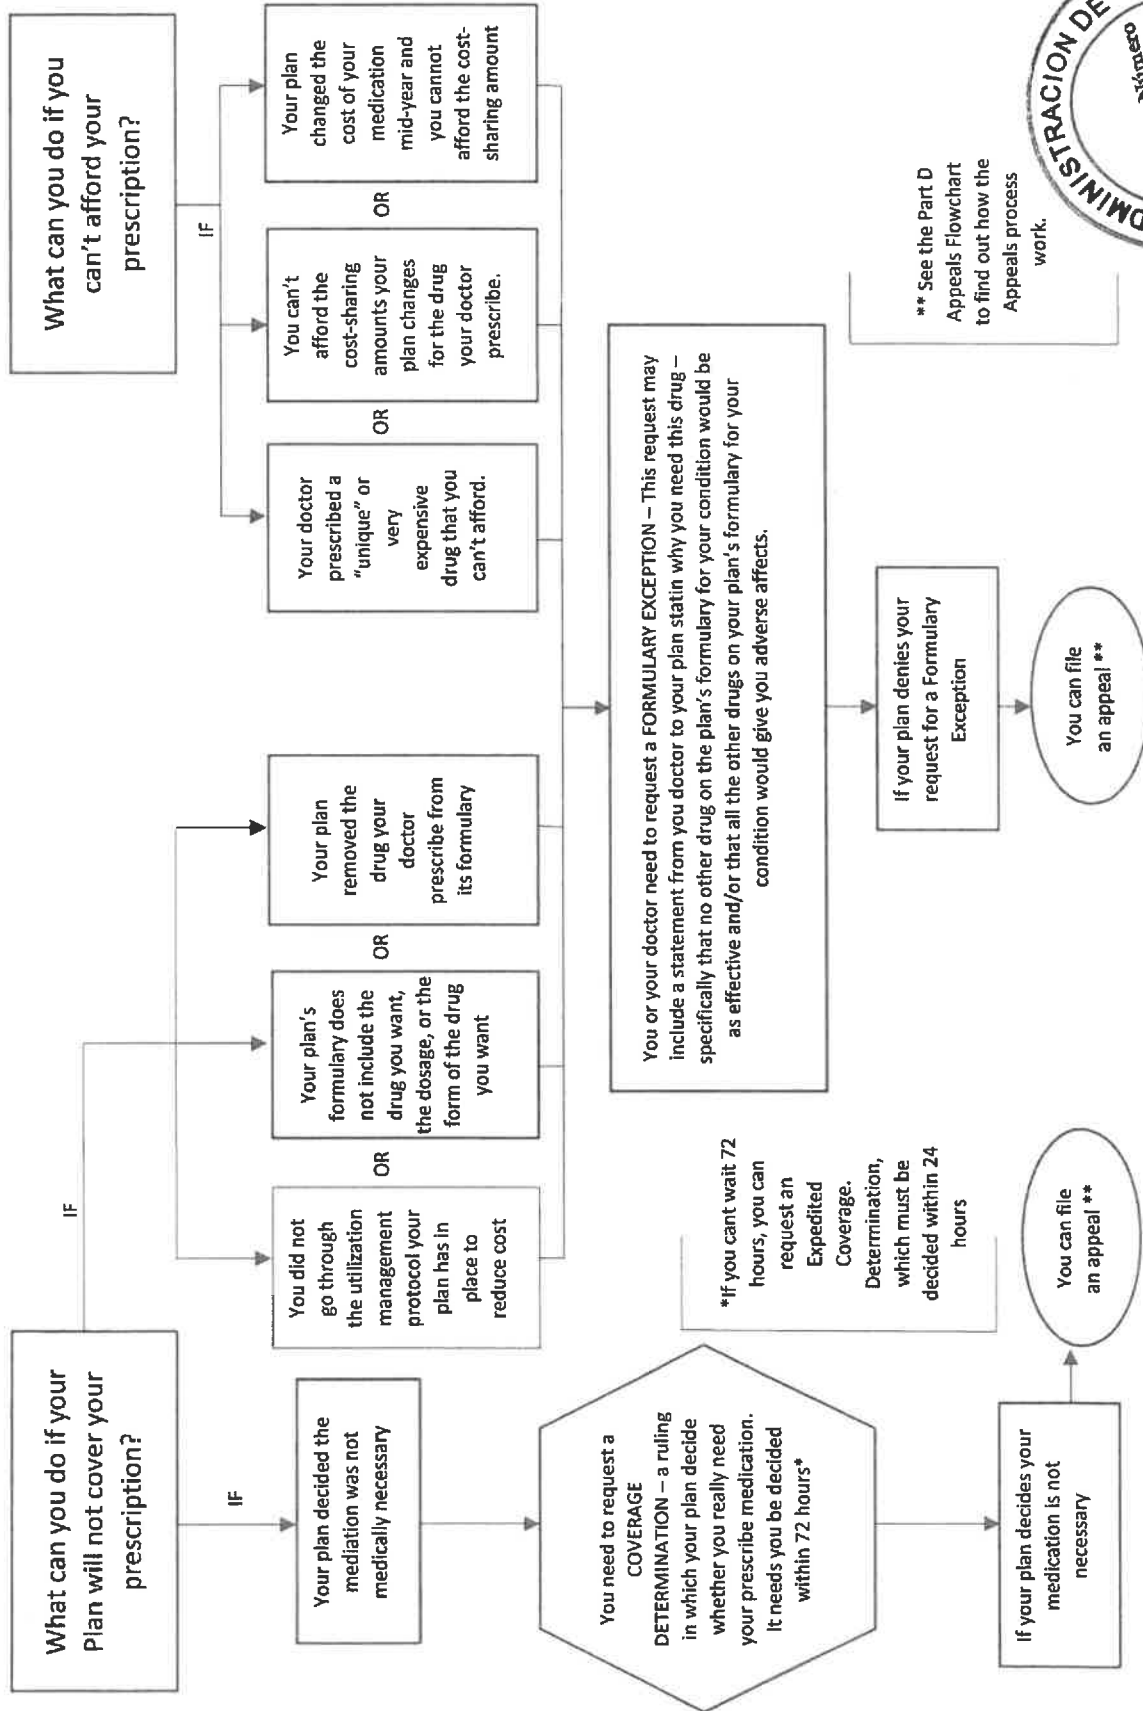 What can you do if your
Plan will not cover your
prescription?
IF
IF
Your plan decided the
mediation was not
medically necessary
You did not
go through
the utilization
management
protocol your
plan has in
place to
reduce cost
OR
Your plan's
formulary does
not include the
drug you want,
the dosage, or the
form of the drug
you want
OR
Your plan
removed the
drug your
doctor
prescribe from
its formulary
What can you do if you
can't afford your
prescription?
IF
Your doctor
prescribed a
"unique" or
very
expensive
drug that you
can't afford.
OR
You can't
afford the
cost-sharing
amounts your
plan changes
for the drug
your doctor
prescribe.
OR
Your plan
changed the
cost of your
medication
mid-year and
you cannot
afford the cost-
sharing amount
You need to request a
COVERAGE
DETERMINATION – a ruling
in which your plan decide
whether you really need
your prescribe medication.
It needs you be decided
within 72 hours*
*If you cant wait 72
hours, you can
request an
Expedited
Coverage.
Determination,
which must be
decided within 24
hours
If your plan decides your
medication is not
necessary
You can file
an appeal **
You or your doctor need to request a FORMULARY EXCEPTION – This request may
include a statement from you doctor to your plan statin why you need this drug –
specifically that no other drug on the plan's formulary for your condition would be
as effective and/or that all the other drugs on your plan's formulary for your
condition would give you adverse affects.
If your plan denies your
request for a Formulary
Exception
You can file
an appeal **
** See the Part D
Appeals Flowchart
to find out how the
Appeals process
work.
DMINISTRACION DE
Número